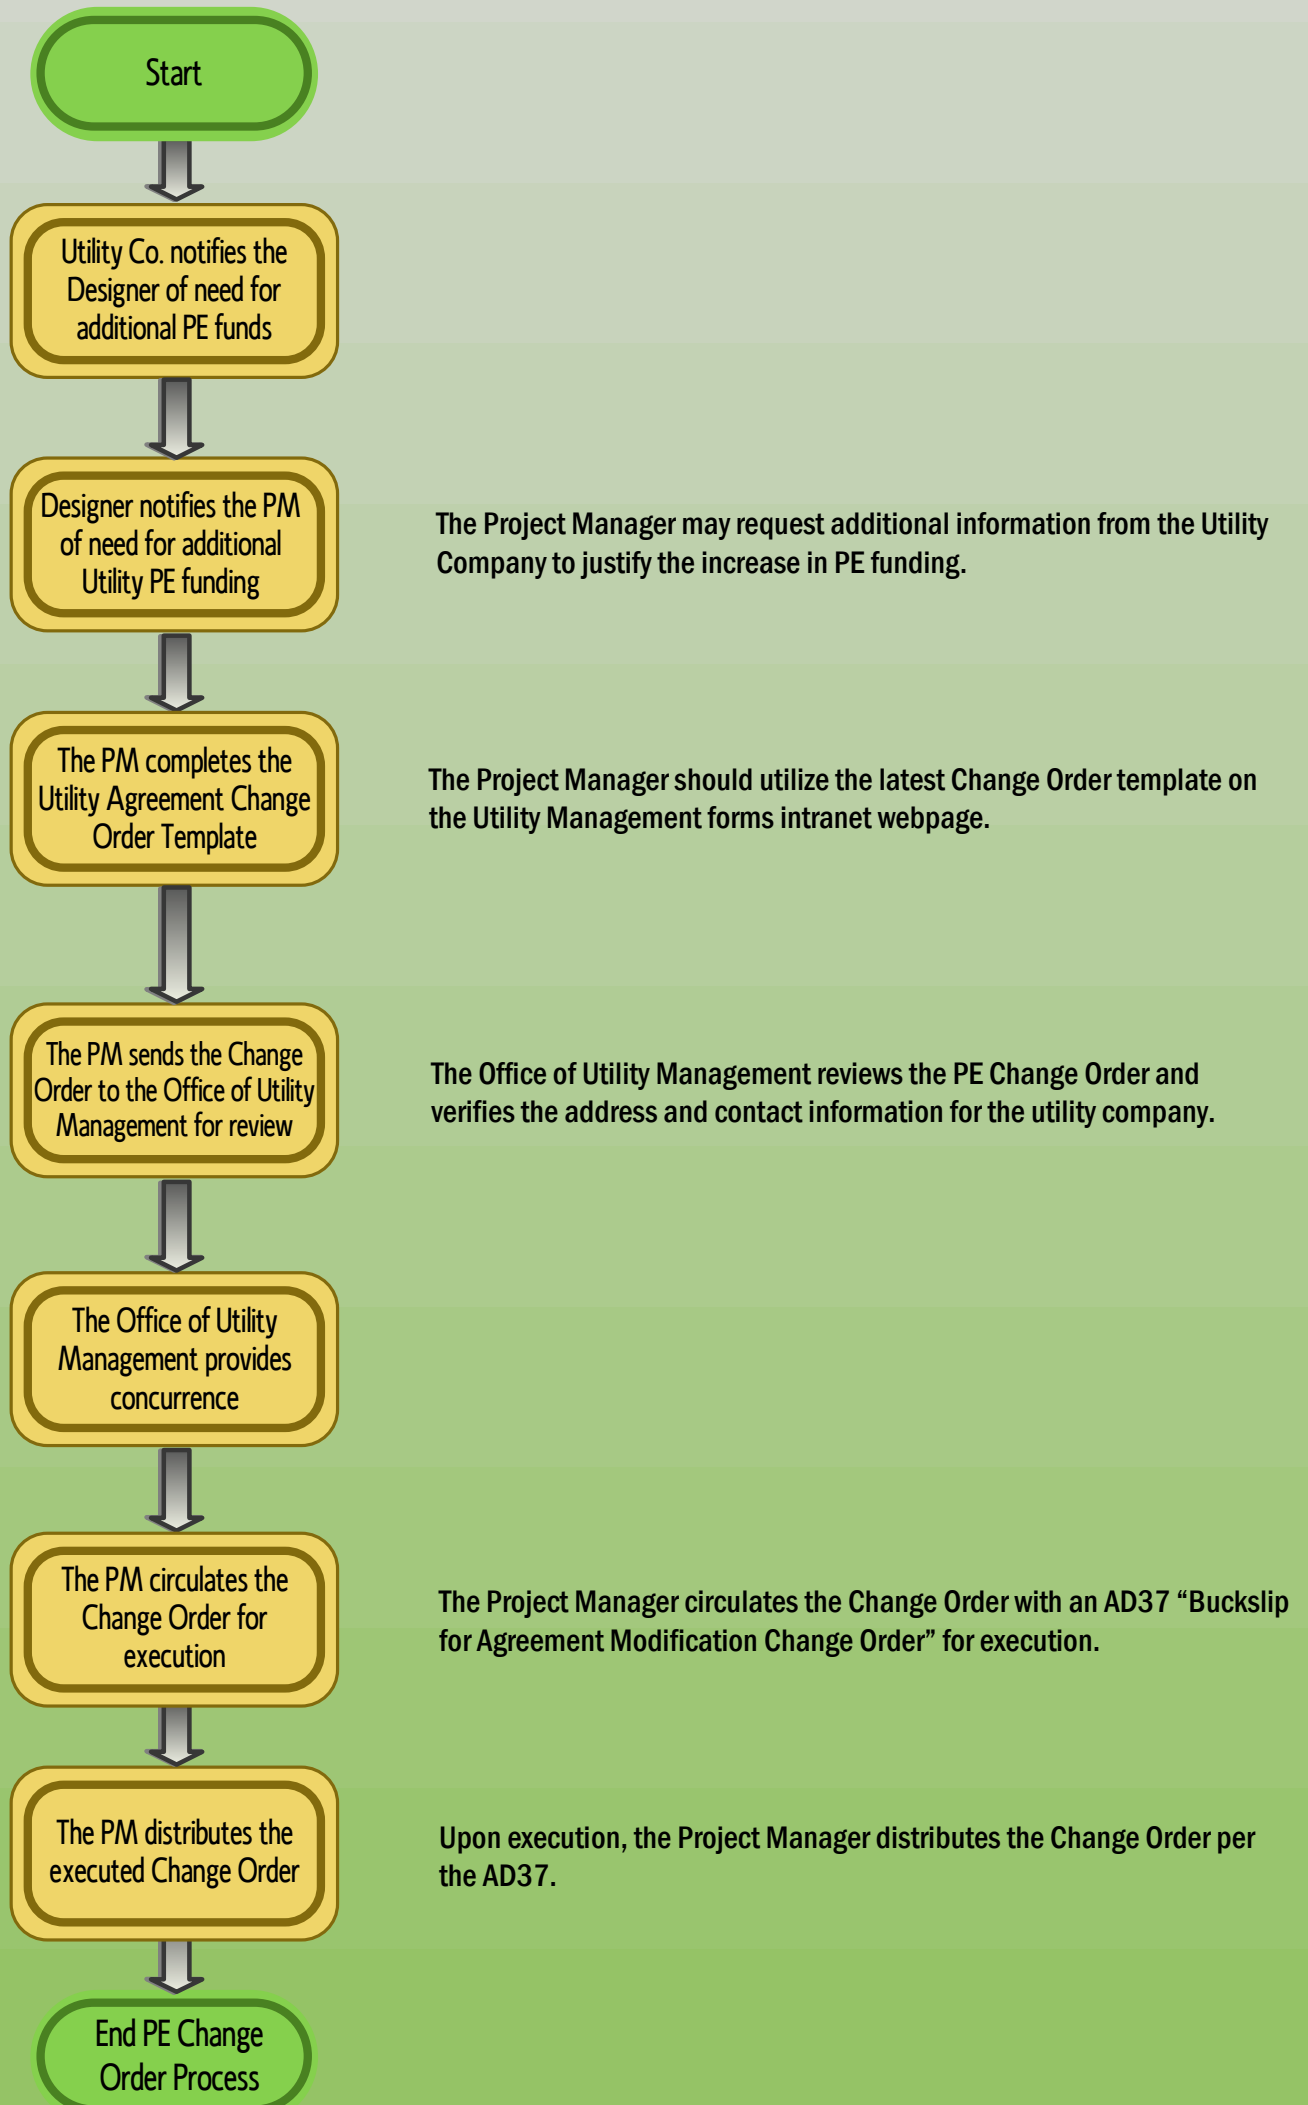 Start
Utility Co. notifies the
Designer of need for
additional PE funds
Designer notifies the PM
of need for additional
Utility PE funding
The Project Manager may request additional information from the Utility
Company to justify the increase in PE funding.
The PM completes the
Utility Agreement Change
Order Template
The Project Manager should utilize the latest Change Order template on
the Utility Management forms intranet webpage.
The PM sends the Change
Order to the Office of Utility
Management for review
The Office of Utility Management reviews the PE Change Order and
verifies the address and contact information for the utility company.
The Office of Utility
Management provides
concurrence
The PM circulates the
Change Order for
execution
The Project Manager circulates the Change Order with an AD37 “Buckslip
for Agreement Modification Change Order” for execution.
The PM distributes the
executed Change Order
Upon execution, the Project Manager distributes the Change Order per
the AD37.
End PE Change
Order Process